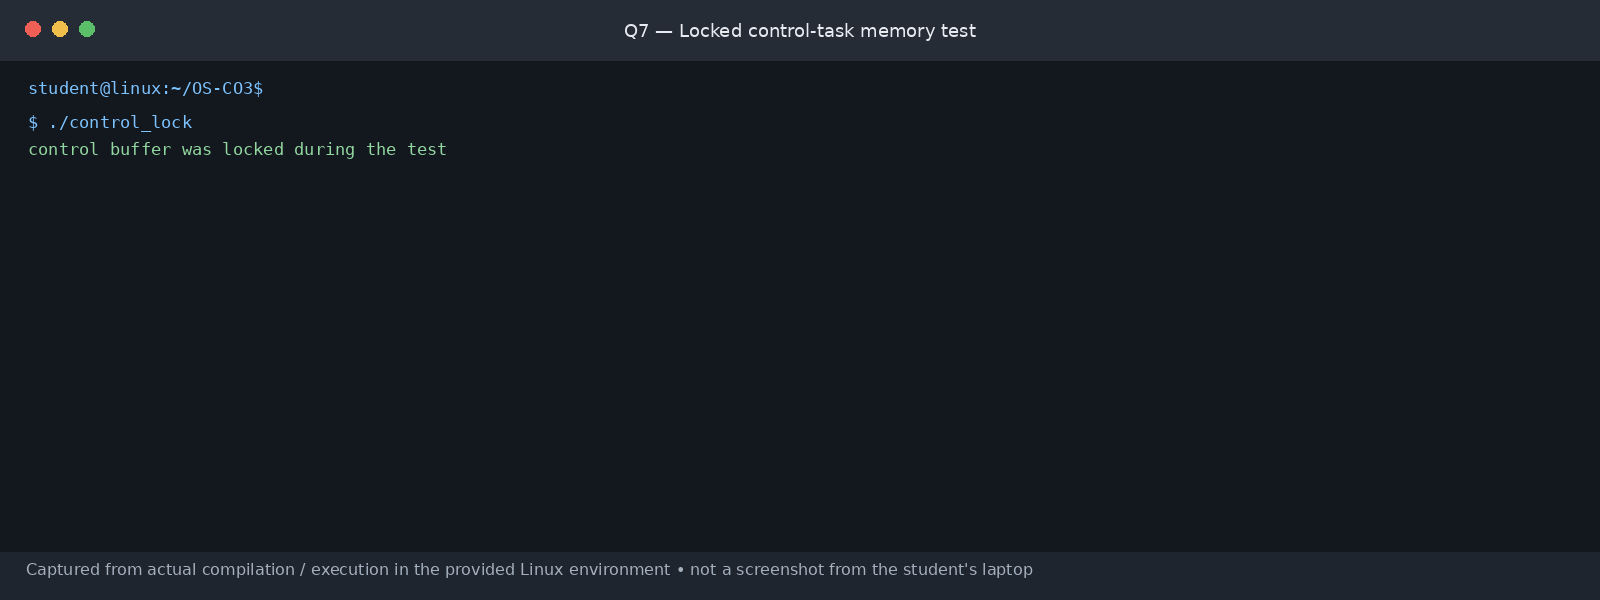 Q7 — Locked control-task memory test
student@linux:~/OS-CO3$
$ ./control_lock
control buffer was locked during the test
Captured from actual compilation / execution in the provided Linux environment • not a screenshot from the student's laptop